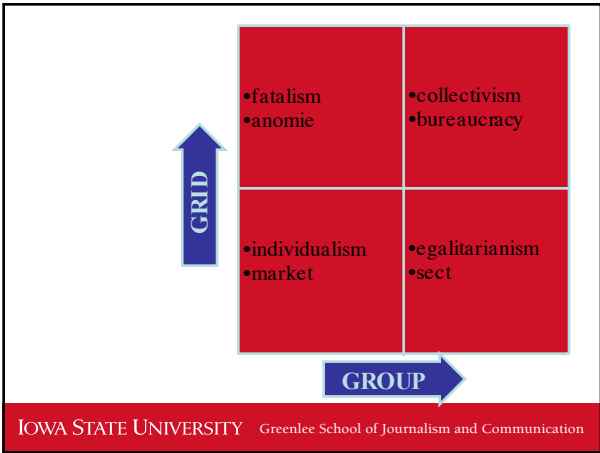 •fatalism
•anomie
•collectivism
•bureaucracy
GRID
•individualism
•market
•egalitarianism
•sect
GROUP
IOWA STATE UNIVERSITY Greenlee School of Journalism and Communication